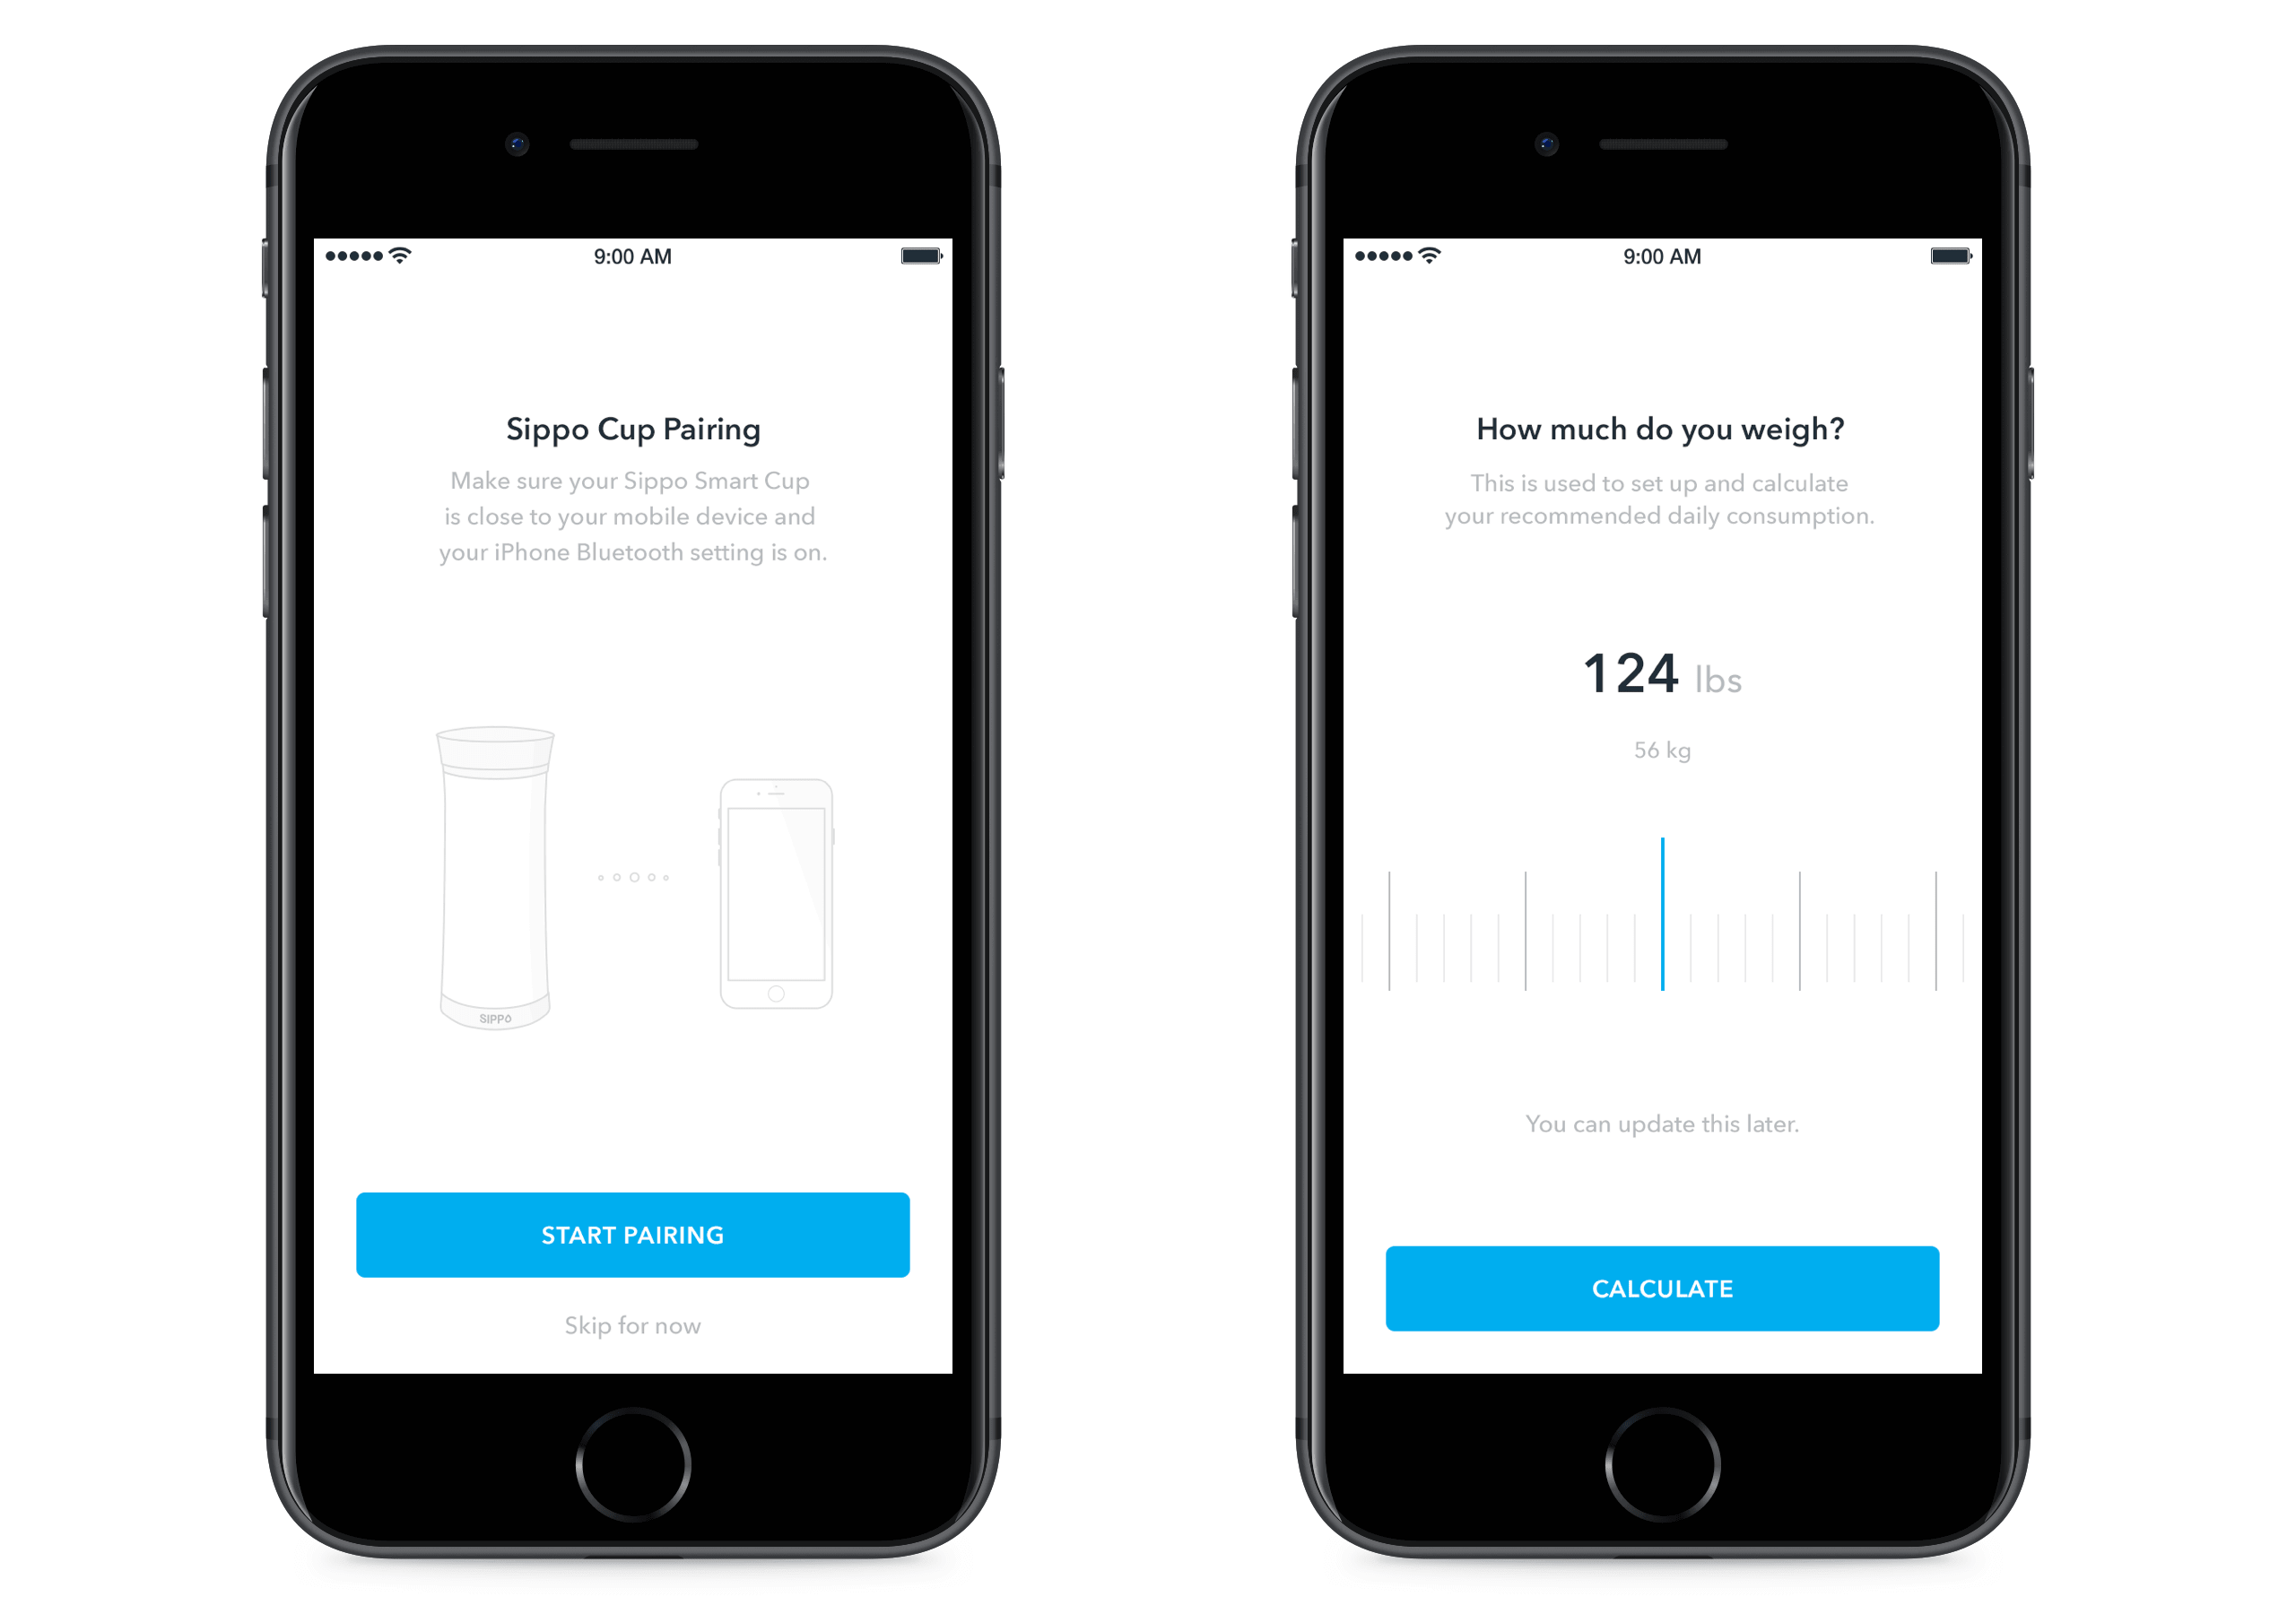 9:00 AM
Sippo Cup Pairing
Make sure your Sippo Smart Cup
is close to your mobile device and
your iPhone Bluetooth setting is on.
SIPPO
START PAIRING
Skip for now
9:00 AM
How much do you weigh?
This is used to set up and calculate
your recommended daily consumption.
124 lbs
56 kg
You can update this later.
CALCULATE